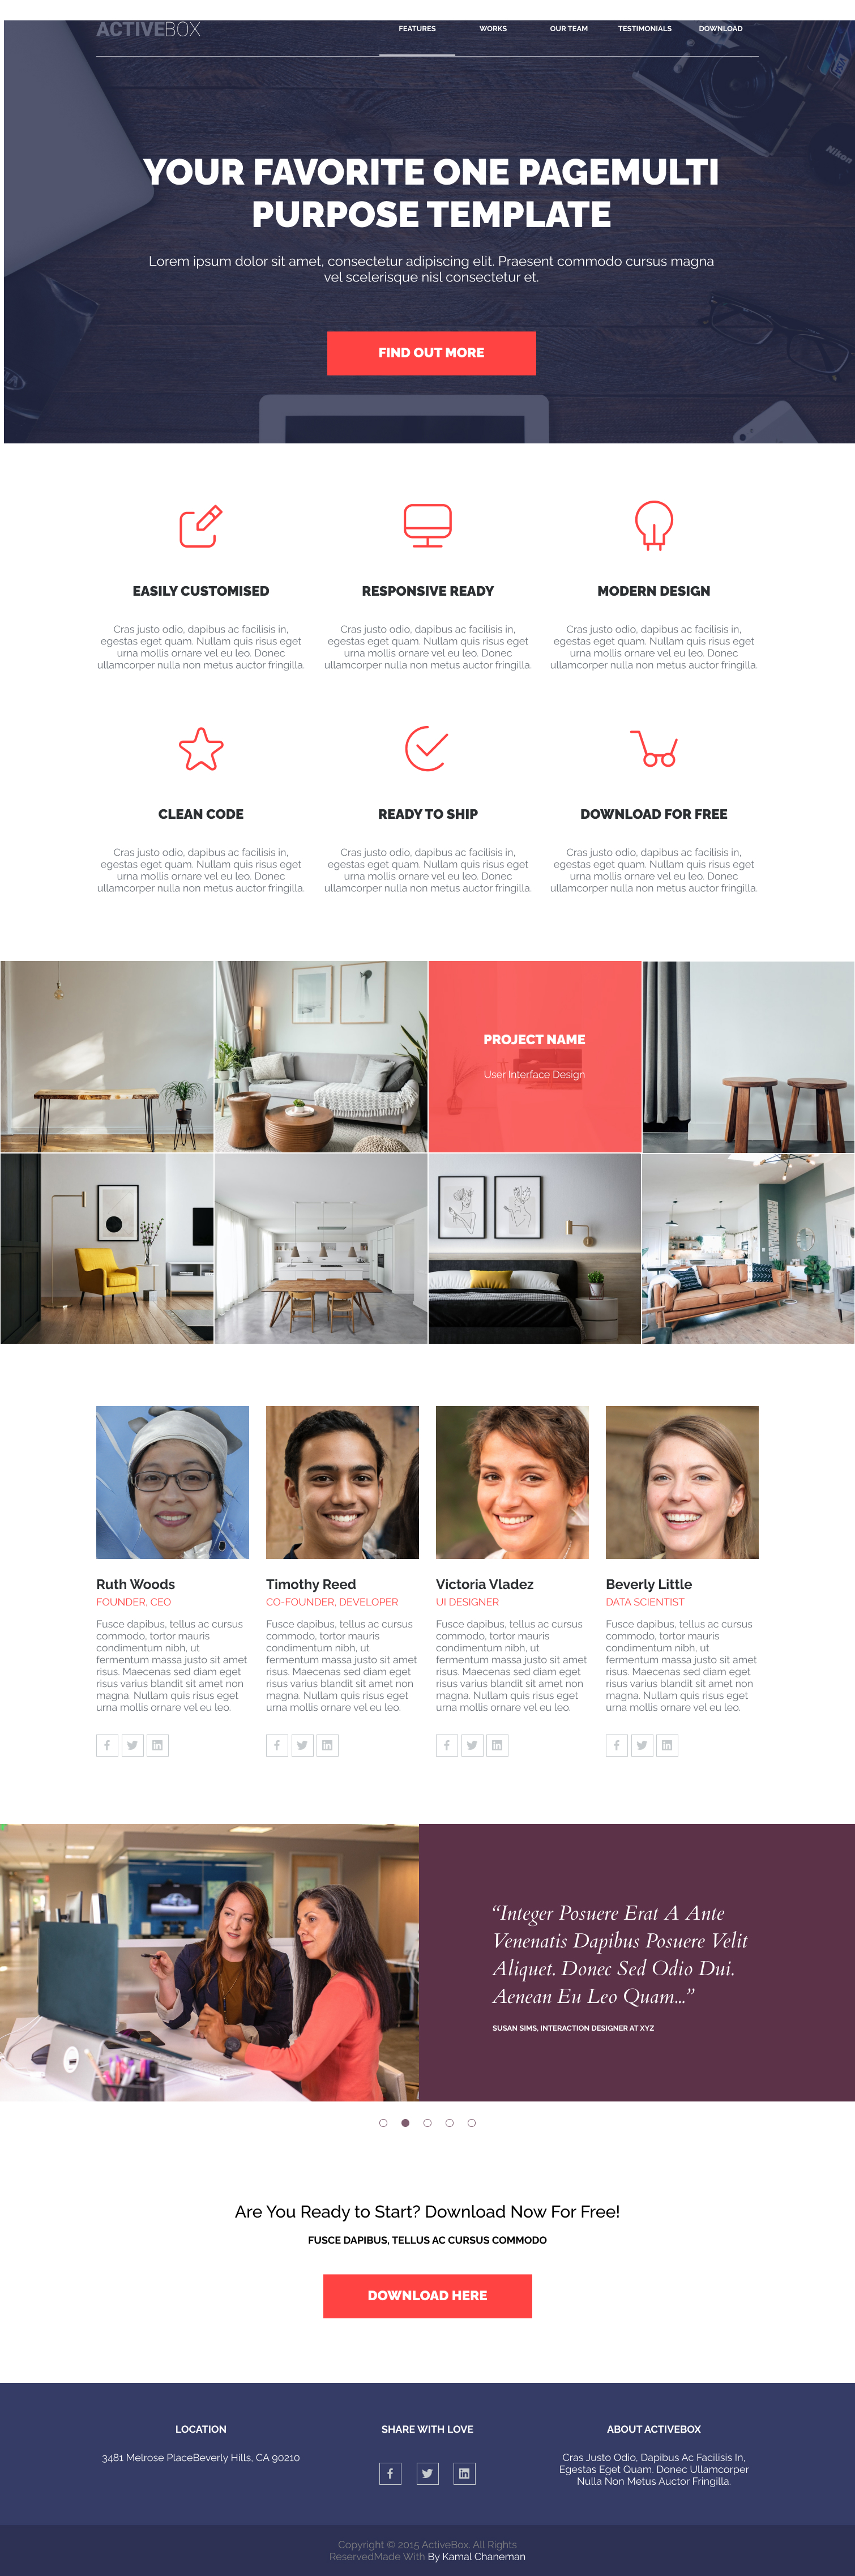 ACTIVEBOX
FEATURES
WORKS
OUR TEAM
TESTIMONIALS
DOWNLOAD
YOUR FAVORITE ONE PAGEMULTI
PURPOSE TEMPLATE
Lorem ipsum dolor sit amet, consectetur adipiscing elit. Praesent commodo cursus magna
vel scelerisque nisl consectetur et.
FIND OUT MORE
Nikon
EASILY CUSTOMISED
Cras justo odio, dapibus ac facilisis in,
egestas eget quam. Nullam quis risus eget
urna mollis ornare vel eu leo. Donec
ullamcorper nulla non metus auctor fringilla.
RESPONSIVE READY
Cras justo odio, dapibus ac facilisis in,
egestas eget quam. Nullam quis risus eget
urna mollis ornare vel eu leo. Donec
ullamcorper nulla non metus auctor fringilla.
MODERN DESIGN
Cras justo odio, dapibus ac facilisis in,
egestas eget quam. Nullam quis risus eget
urna mollis ornare vel eu leo. Donec
ullamcorper nulla non metus auctor fringilla.
CLEAN CODE
Cras justo odio, dapibus ac facilisis in,
egestas eget quam. Nullam quis risus eget
urna mollis ornare vel eu leo. Donec
ullamcorper nulla non metus auctor fringilla.
READY TO SHIP
Cras justo odio, dapibus ac facilisis in,
egestas eget quam. Nullam quis risus eget
urna mollis ornare vel eu leo. Donec
ullamcorper nulla non metus auctor fringilla.
DOWNLOAD FOR FREE
Cras justo odio, dapibus ac facilisis in,
egestas eget quam. Nullam quis risus eget
urna mollis ornare vel eu leo. Donec
ullamcorper nulla non metus auctor fringilla.
PROJECT NAME
User Interface Design
Ruth Woods
FOUNDER, CEO
Fusce dapibus, tellus ac cursus
commodo, tortor mauris
condimentum nibh, ut
fermentum massa justo sit amet
risus. Maecenas sed diam eget
risus varius blandit sit amet non
magna. Nullam quis risus eget
urna mollis ornare vel eu leo.
Timothy Reed
CO-FOUNDER, DEVELOPER
Fusce dapibus, tellus ac cursus
commodo, tortor mauris
condimentum nibh, ut
fermentum massa justo sit amet
risus. Maecenas sed diam eget
risus varius blandit sit amet non
magna. Nullam quis risus eget
urna mollis ornare vel eu leo.
Victoria Vladez
UI DESIGNER
Fusce dapibus, tellus ac cursus
commodo, tortor mauris
condimentum nibh, ut
fermentum massa justo sit amet
risus. Maecenas sed diam eget
risus varius blandit sit amet non
magna. Nullam quis risus eget
urna mollis ornare vel eu leo.
Beverly Little
DATA SCIENTIST
Fusce dapibus, tellus ac cursus
commodo, tortor mauris
condimentum nibh, ut
fermentum massa justo sit amet
risus. Maecenas sed diam eget
risus varius blandit sit amet non
magna. Nullam quis risus eget
urna mollis ornare vel eu leo.
“Integer Posuere Erat A Ante
Venenatis Dapibus Posuere Velit
Aliquet. Donec Sed Odio Dui.
Aenean Eu Leo Quam...”
SUSAN SIMS, INTERACTION DESIGNER AT XYZ
Are You Ready to Start? Download Now For Free!
FUSCE DAPIBUS, TELLUS AC CURSUS COMMODO
DOWNLOAD HERE
LOCATION
3481 Melrose PlaceBeverly Hills, CA 90210
SHARE WITH LOVE
ABOUT ACTIVEBOX
Cras Justo Odio, Dapibus Ac Facilisis In,
Egestas Eget Quam. Donec Ullamcorper
Nulla Non Metus Auctor Fringilla.
Copyright © 2015 ActiveBox. All Rights
ReservedMade With By Kamal Chaneman